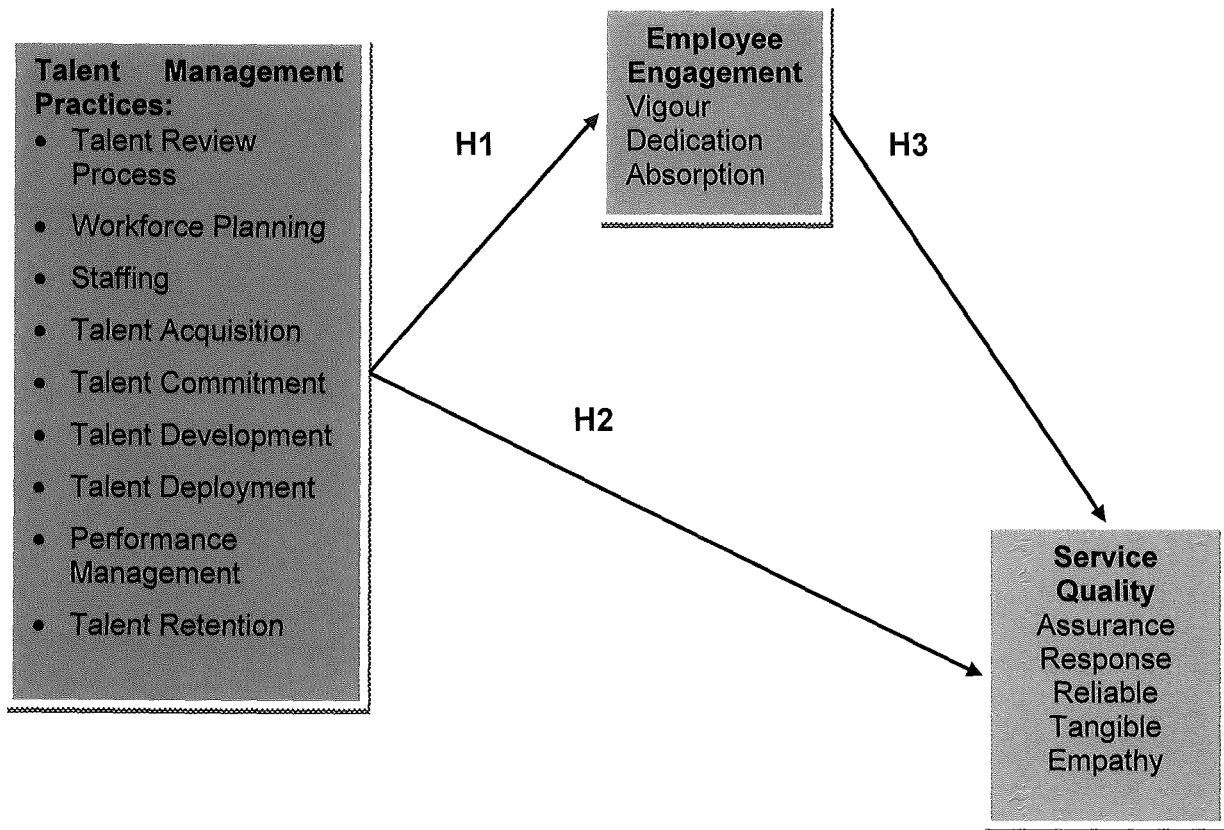 Talent Management
Practices:
• Talent Review
Process
• Workforce Planning
• Staffing
• Talent Acquisition
• Talent Commitment
• Talent Development
• Talent Deployment
• Performance
Management
• Talent Retention
H1
Employee
Engagement
Vigour
Dedication
Absorption
H3
H2
Service
Quality
Assurance
Response
Reliable
Tangible
Empathy